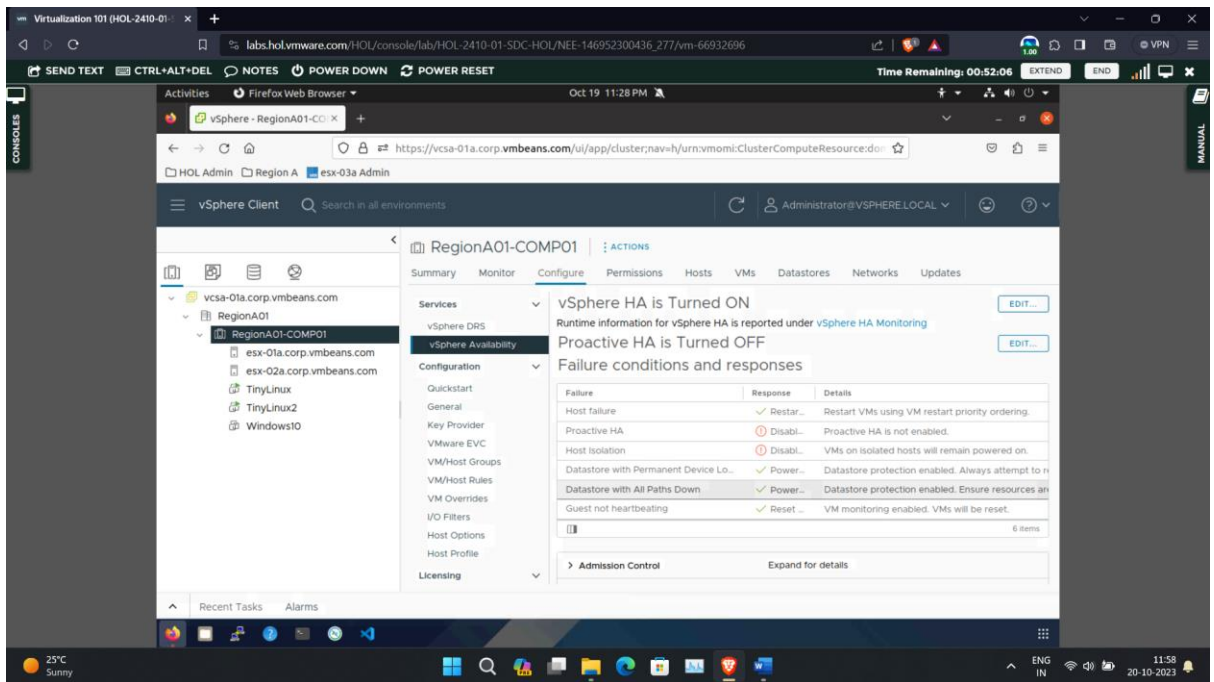 vm Virtualization 101 (HOL-2410-01-S × +
labs.hol.vmware.com/HOL/console/lab/HOL-2410-01-SDC-HOL/NEE-146952300436_277/vm-66932696
1.00
VPN
SEND TEXT CTRL+ALT+DEL NOTES POWER DOWN POWER RESET Time Remaining: 00:52:06 EXTEND END
CONSOLES
MANUAL
Activities Firefox Web Browser Oct 19 11:28 PM
vSphere - RegionA01-CO × +
https://vcsa-01a.corp.vmbeans.com/ui/app/cluster;nav=h/urn:vmomi:ClusterComputeResource:don
HOL Admin Region A esx-03a Admin
vSphere Client Search in all environments Administrator@VSPHERE.LOCAL
RegionA01-COMP01 ACTIONS
Summary Monitor Configure Permissions Hosts VMs Datastores Networks Updates
vcsa-01a.corp.vmbeans.com
RegionA01
RegionA01-COMP01
esx-01a.corp.vmbeans.com
esx-02a.corp.vmbeans.com
TinyLinux
TinyLinux2
Windows10
Services
vSphere DRS
vSphere Availability
Configuration
Quickstart
General
Key Provider
VMware EVC
VM/Host Groups
VM/Host Rules
VM Overrides
I/O Filters
Host Options
Host Profile
Licensing
vSphere HA is Turned ON EDIT...
Runtime information for vSphere HA is reported under vSphere HA Monitoring
Proactive HA is Turned OFF EDIT...
Failure conditions and responses
Failure Response Details
Host failure Restar... Restart VMs using VM restart priority ordering.
Proactive HA Disabl... Proactive HA is not enabled.
Host Isolation Disabl... VMs on isolated hosts will remain powered on.
Datastore with Permanent Device Lo... Power... Datastore protection enabled. Always attempt to r
Datastore with All Paths Down Power... Datastore protection enabled. Ensure resources are
Guest not heartbeating Reset ... VM monitoring enabled. VMs will be reset.
6 items
Admission Control Expand for details
Recent Tasks Alarms
25°C
Sunny
ENG
IN
11:58
20-10-2023